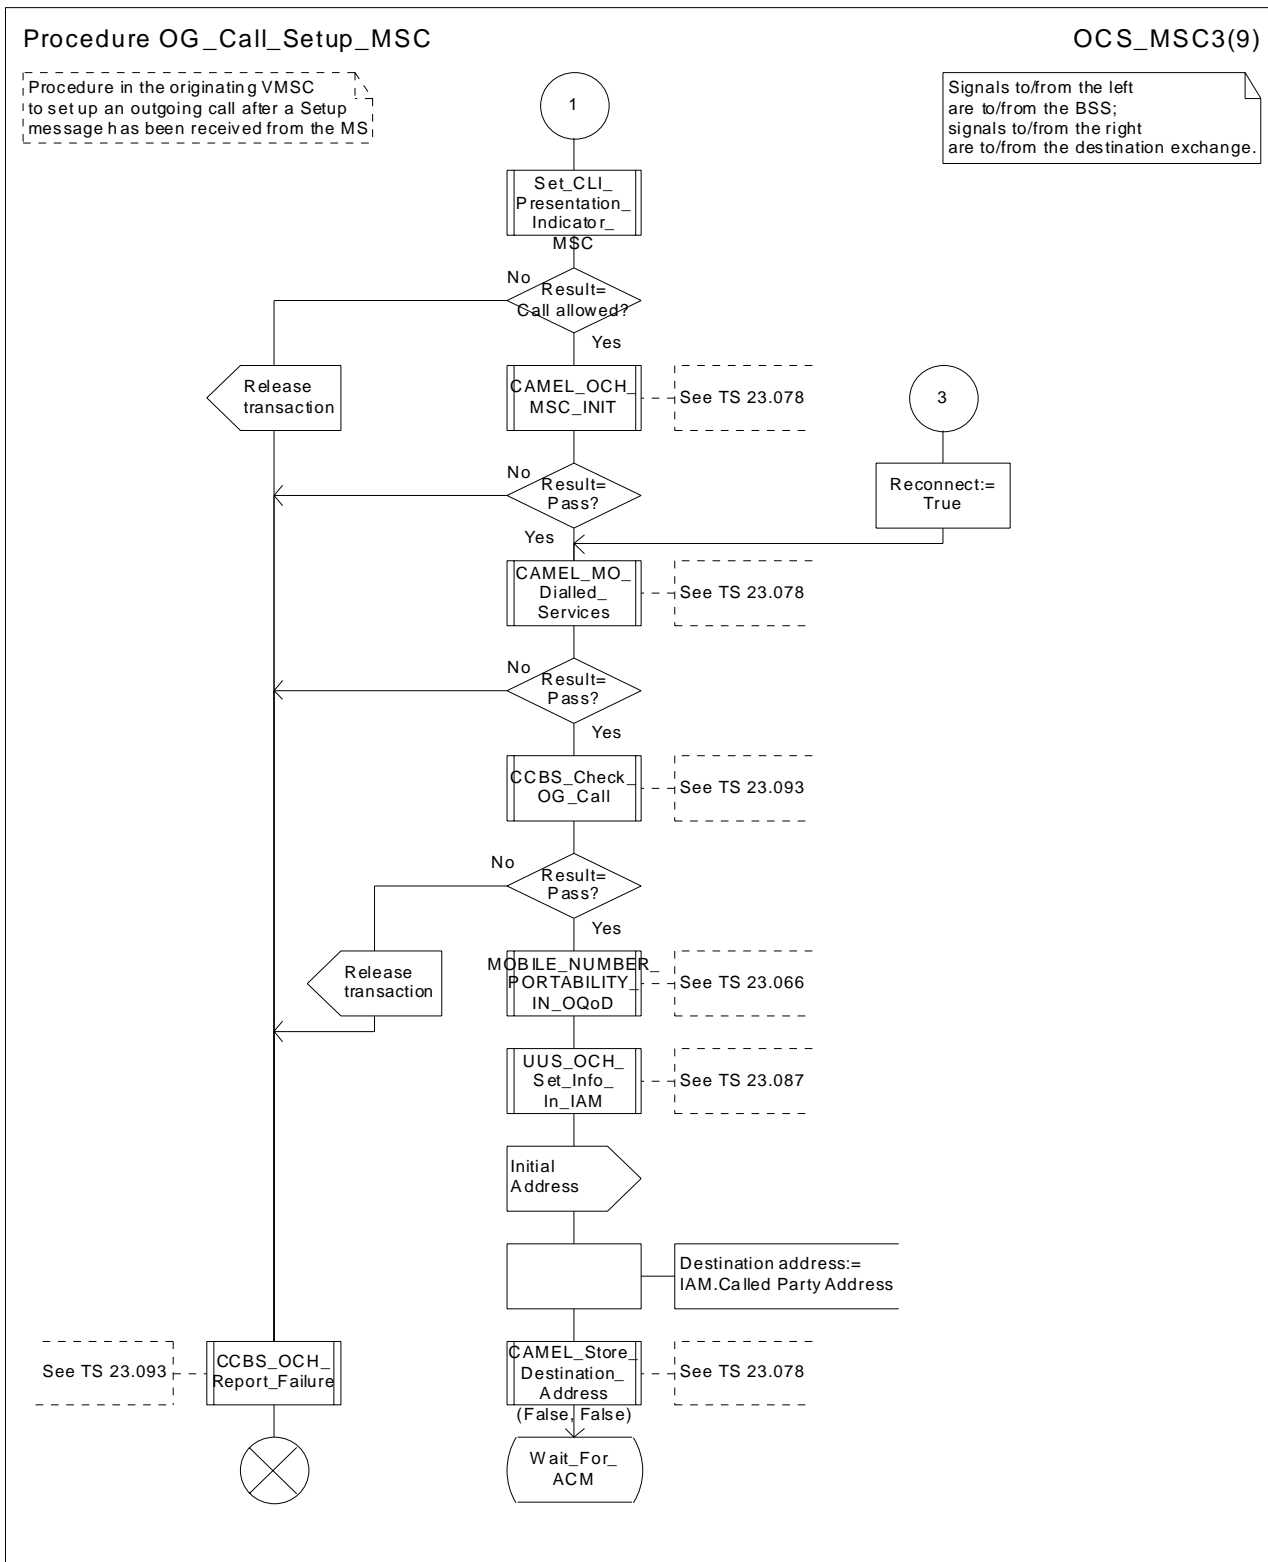 Procedure OG_Call_Setup_MSC
OCS_MSC3(9)
Procedure in the originating VMSC
to set up an outgoing call after a Setup
message has been received from the MS
1
Signals to/from the left
are to/from the BSS;
signals to/from the right
are to/from the destination exchange.
Set_CLI_
Presentation_
Indicator_
MSC
No
Result=
Call allowed?
Yes
Release
transaction
CAMEL_OCH_
MSC_INIT
See TS 23.078
3
No
Result=
Pass?
Yes
Reconnect:=
True
CAMEL_MO_
Dialled_
Services
See TS 23.078
No
Result=
Pass?
Yes
CCBS_Check_
OG_Call
See TS 23.093
No
Result=
Pass?
Yes
Release
transaction
MOBILE_NUMBER_
PORTABILITY_
IN_OQoD
See TS 23.066
UUS_OCH_
Set_Info_
In_IAM
See TS 23.087
Initial
Address
Destination address:=
IAM.Called Party Address
See TS 23.093
CCBS_OCH_
Report_Failure
CAMEL_Store_
Destination_
Address
(False, False)
See TS 23.078
Wait_For_
ACM